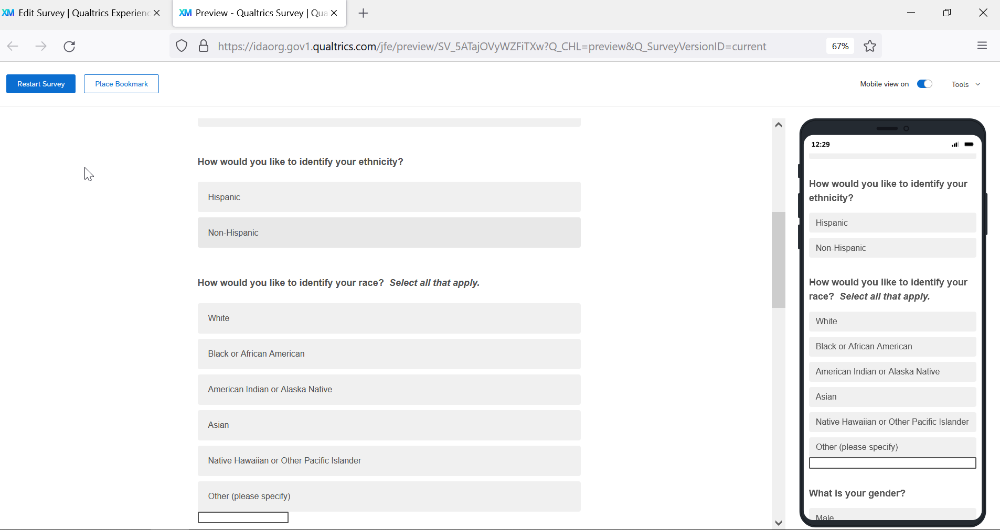 XM Edit Survey | Qualtrics Experienc
XM Preview - Qualtrics Survey | Qua
https://idaorg.gov1.qualtrics.com/jfe/preview/SV_5ATajOVyWZFiTXw?Q_CHL=preview&Q_SurveyVersionID=current
67%
Restart Survey
Place Bookmark
Mobile view on
Tools
How would you like to identify your ethnicity?
Hispanic
Non-Hispanic
How would you like to identify your race? Select all that apply.
White
Black or African American
American Indian or Alaska Native
Asian
Native Hawaiian or Other Pacific Islander
Other (please specify)
12:29
How would you like to identify your
ethnicity?
Hispanic
Non-Hispanic
How would you like to identify your
race? Select all that apply.
White
Black or African American
American Indian or Alaska Native
Asian
Native Hawaiian or Other Pacific Islander
Other (please specify)
What is your gender?
Male